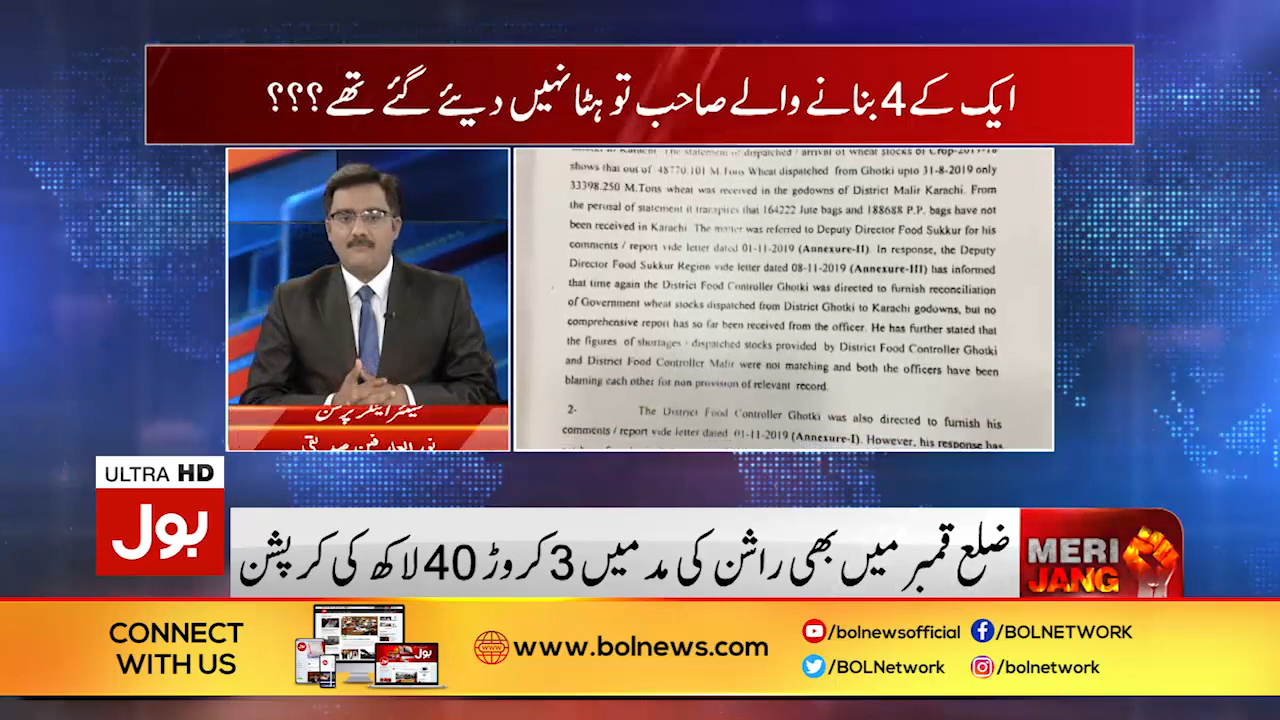 ایک کے 4 بنانے والے صاحب تو ہٹا نہیں دیئے گئے تھے؟؟؟
to Karachi. The statement of dispatched / arrival of wheat stocks of Crop-2017-18
shows that out of 48770.101 M.Tons Wheat dispatched from Ghotki upto 31-8-2019 only
33398.250 M.Tons wheat was received in the godowns of District Malir Karachi. From
the perusal of statement it transpires that 164222 Jute bags and 188688 P.P. bags have not
been received in Karachi. The matter was referred to Deputy Director Food Sukkur for his
comments / report vide letter dated 01-11-2019 (Annexure-II). In response, the Deputy
Director Food Sukkur Region vide letter dated 08-11-2019 (Annexure-III) has informed
that time again the District Food Controller Ghotki was directed to furnish reconciliation
of Government wheat stocks dispatched from District Ghotki to Karachi godowns, but no
comprehensive report has so far been received from the officer. He has further stated that
the figures of shortages / dispatched stocks provided by District Food Controller Ghotki
and District Food Controller Malir were not matching and both the officers have been
blaming each other for non provision of relevant record.
2- The District Food Controller Ghotki was also directed to furnish his
comments / report vide letter dated 01-11-2019 (Annexure-I). However, his response has
سینئر اینکر پرسن
نور العارفین صدیقی
ULTRA HD
بول
ضلع قمبر میں بھی راشن کی مد میں 3 کروڑ 40 لاکھ کی کرپشن
MERI
JANG
CONNECT
WITH US
www.bolnews.com
/bolnewsofficial
/BOLNETWORK
/BOLNetwork
/bolnetwork